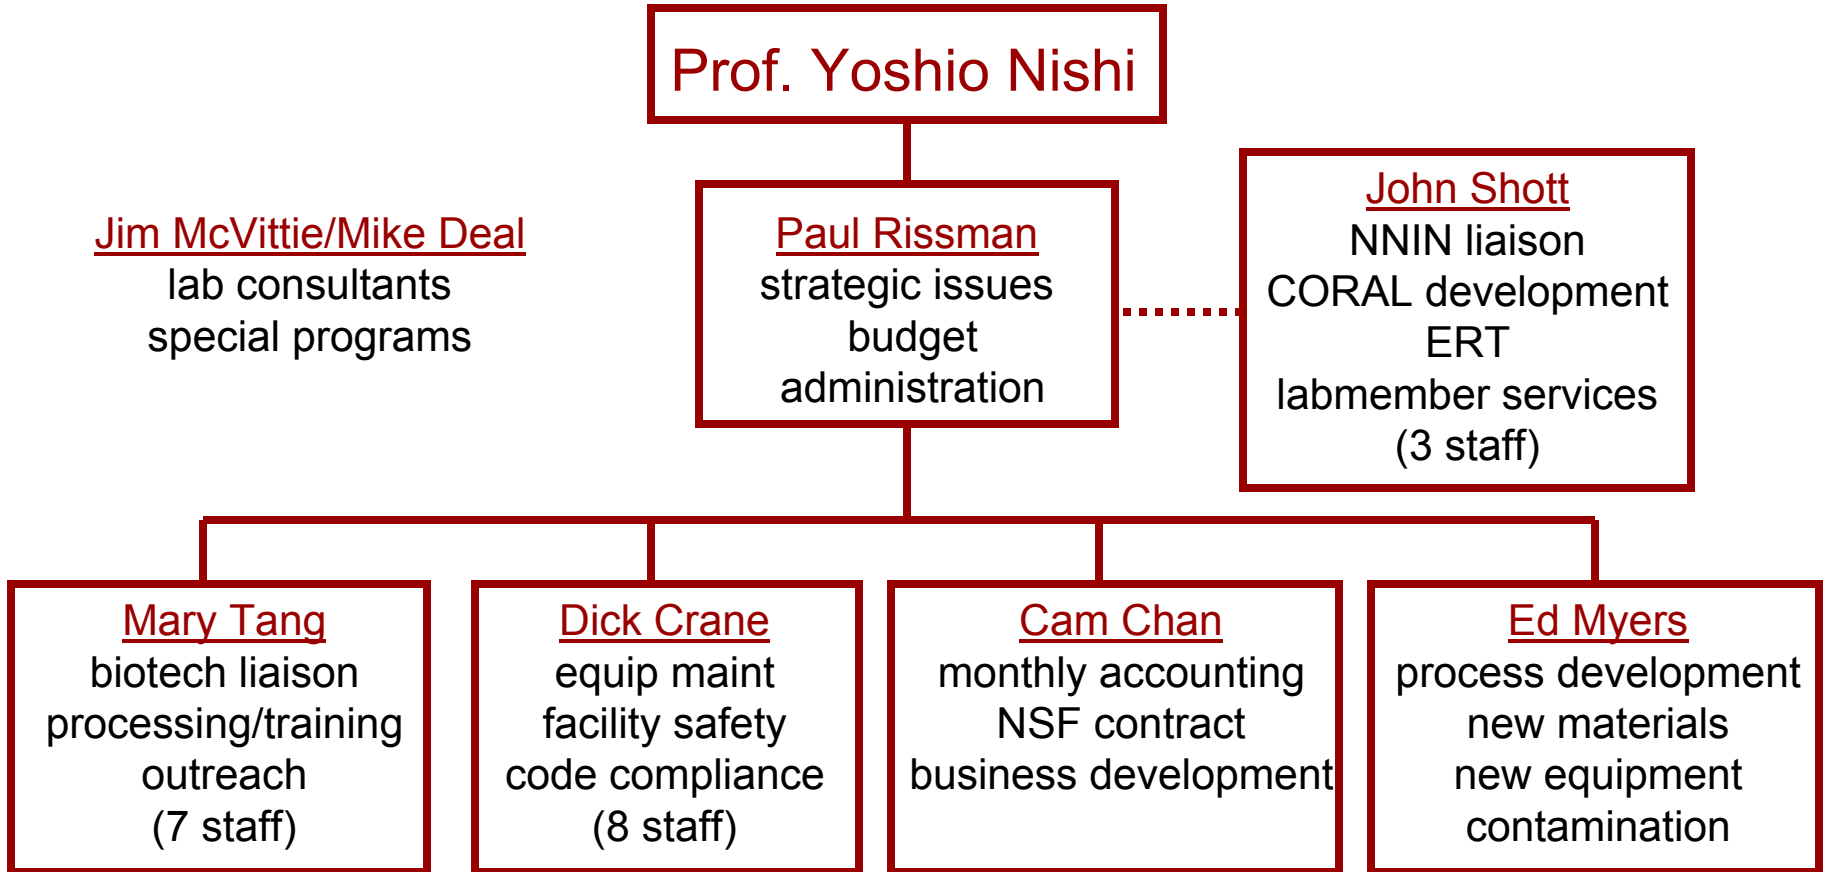 Prof. Yoshio Nishi
Jim McVittie/Mike Deal
lab consultants
special programs
Paul Rissman
strategic issues
budget
administration
John Shott
NNIN liaison
CORAL development
ERT
labmember services
(3 staff)
Mary Tang
biotech liaison
processing/training
outreach
(7 staff)
Dick Crane
equip maint
facility safety
code compliance
(8 staff)
Cam Chan
monthly accounting
NSF contract
business development
Ed Myers
process development
new materials
new equipment
contamination